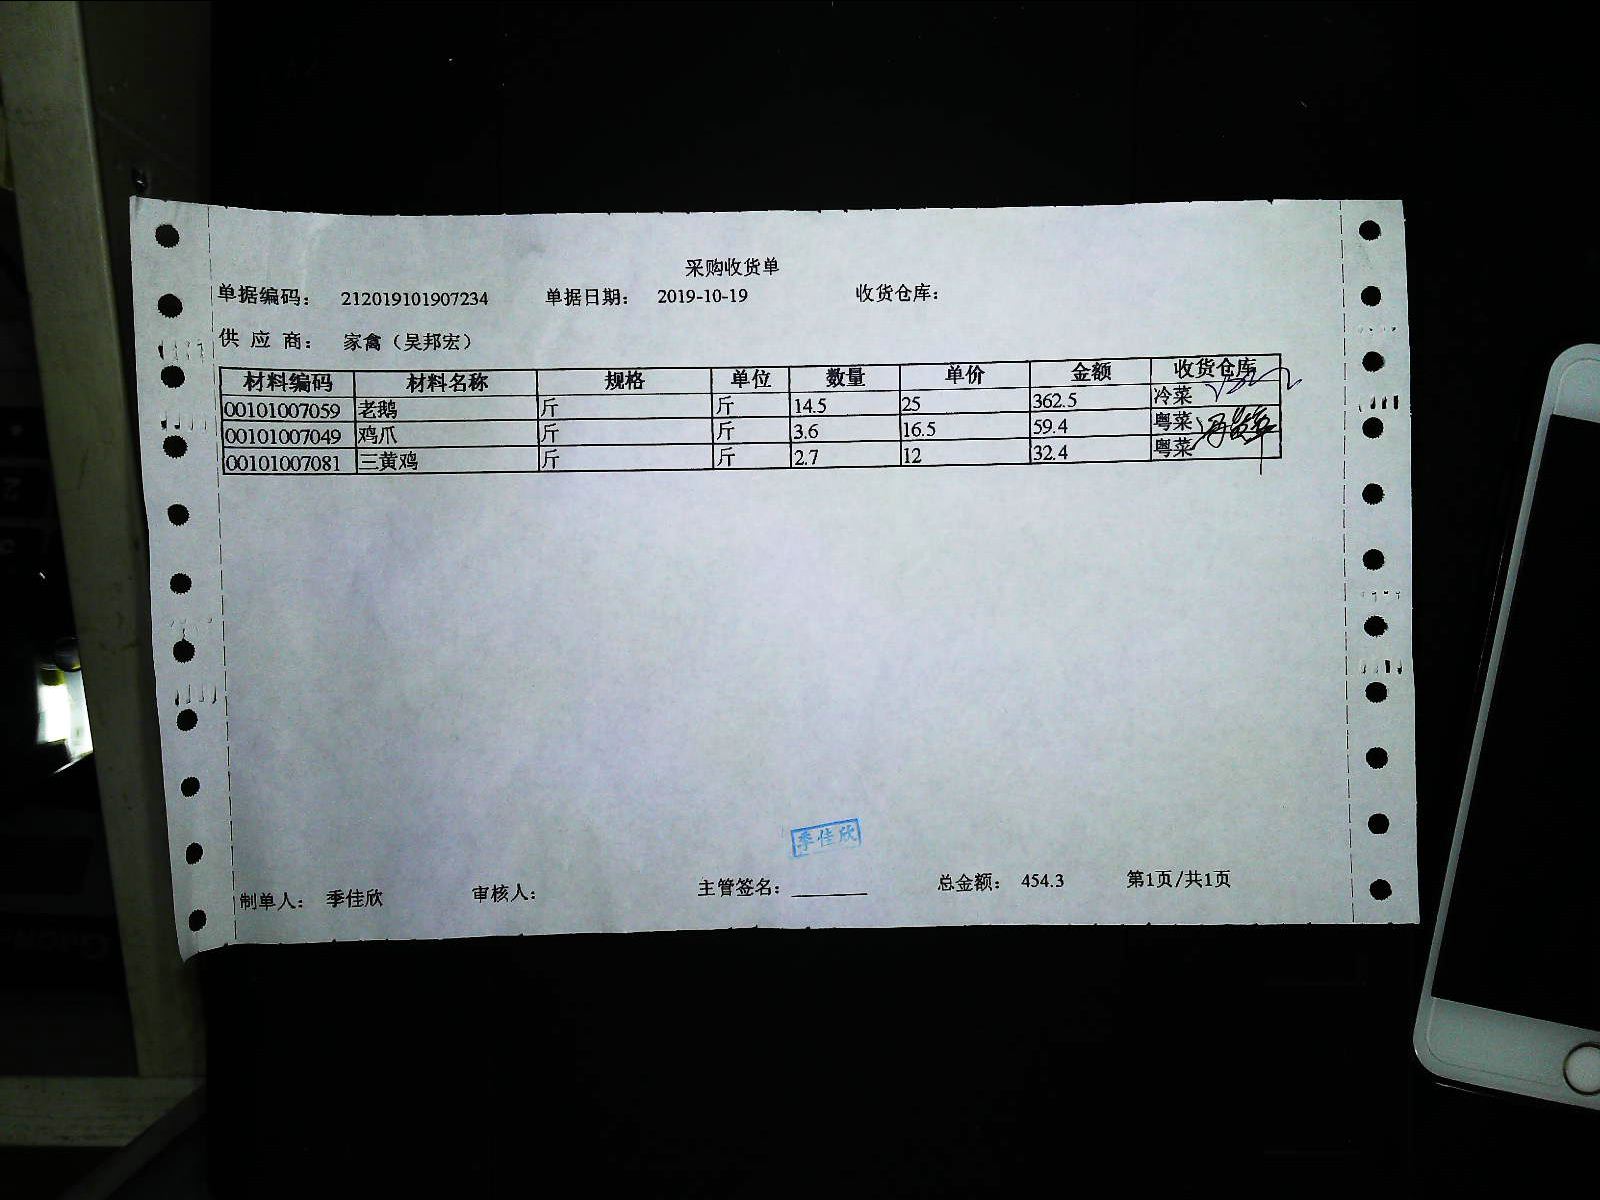 采购收货单
单据编码： 212019101907234 单据日期： 2019-10-19 收货仓库：
供 应 商： 家禽（吴邦宏）
材料编码 材料名称 规格 单位 数量 单价 金额 收货仓库
00101007059 老鹅 斤 斤 14.5 25 362.5 冷菜
00101007049 鸡爪 斤 斤 3.6 16.5 59.4 粤菜
00101007081 三黄鸡 斤 斤 2.7 12 32.4 粤菜
季佳欣
制单人： 季佳欣 审核人： 主管签名： 总金额： 454.3 第1页/共1页